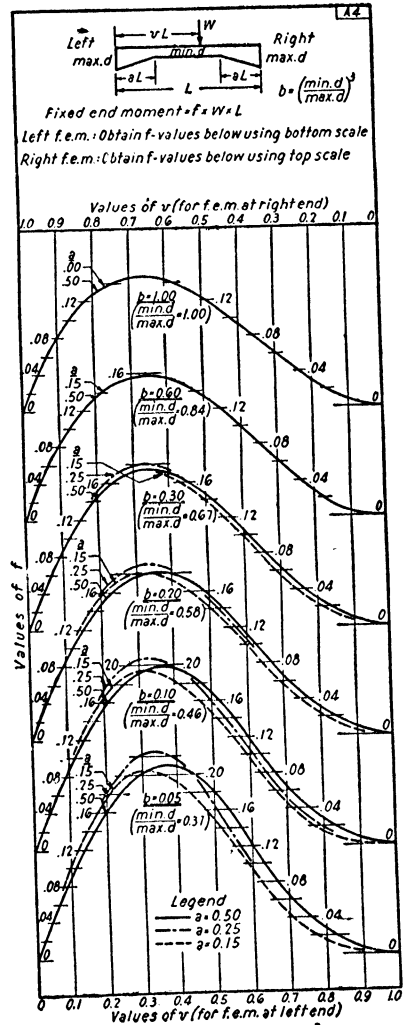 A4
vL
W
Left
Right
max.d
min.d
max.d
aL
aL
L
b=(min.d/max.d)³
Fixed end moment=f×W×L
Left f.e.m.:Obtain f-values below using bottom scale
Right f.e.m.:Obtain f-values below using top scale
Values of v(for f.e.m.at right end)
1.0 0.9 0.8 0.7 0.6 0.5 0.4 0.3 0.2 0.1 0
a
.00
.50
.12
.08
.04
0
b=1.00
(min.d/max.d=1.00)
.12
.08
.04
0
a
.15
.50
.16
.12
.08
.04
0
b=0.60
(min.d/max.d=0.84)
.12
.08
.04
0
a
.15
.25
.50
.16
.12
.08
.04
0
b=0.30
(min.d/max.d=0.67)
.16
.12
.08
.04
0
a
.15
.25
.50
.16
.12
.08
.04
0
b=0.20
(min.d/max.d=0.58)
.16
.12
.08
.04
0
a
.15
.25
.50
.16
.20
.12
.08
.04
0
b=0.10
(min.d/max.d=0.46)
.20
.16
.12
.08
.04
0
a
.15
.25
.50
.16
.12
.08
.04
0
b=0.05
(min.d/max.d=0.37)
.20
.16
.12
.08
.04
0
Values of f
Legend
a=0.50
a=0.25
a=0.15
0 0.1 0.2 0.3 0.4 0.5 0.6 0.7 0.8 0.9 1.0
Values of v(for f.e.m. at left end)